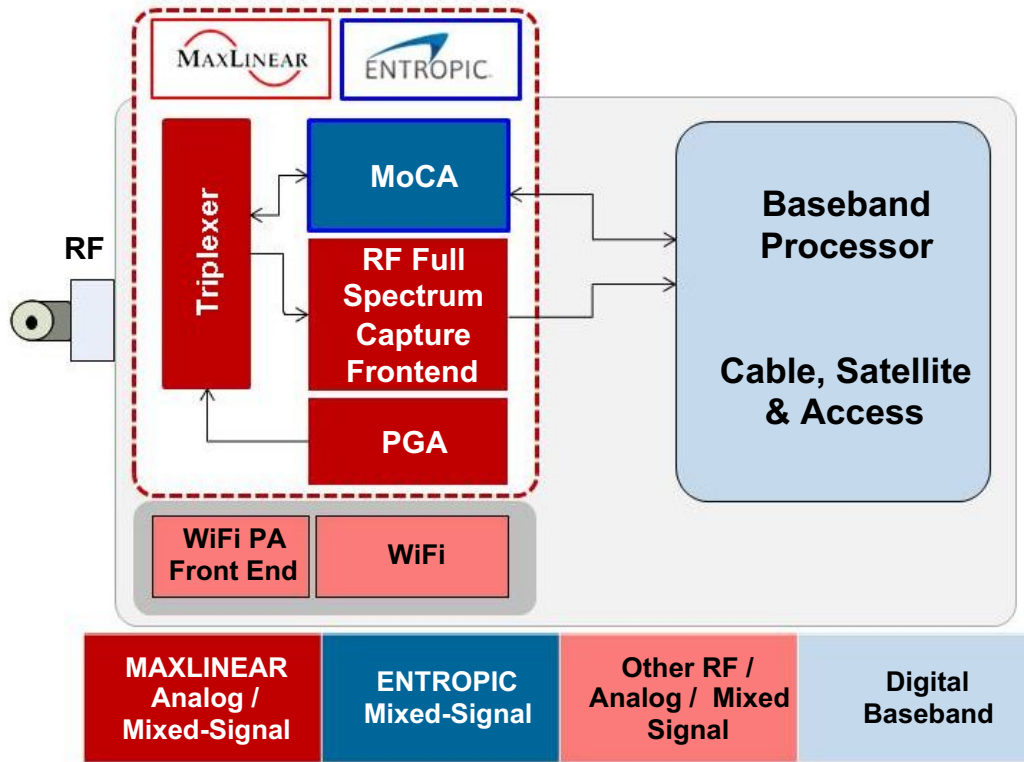 MAXLINEAR
ENTROPIC
RF
Triplexer
MoCA
RF Full
Spectrum
Capture
Frontend
PGA
Baseband
Processor
Cable, Satellite
& Access
WiFi PA
Front End
WiFi
MAXLINEAR
Analog /
Mixed-Signal
ENTROPIC
Mixed-Signal
Other RF /
Analog / Mixed
Signal
Digital
Baseband